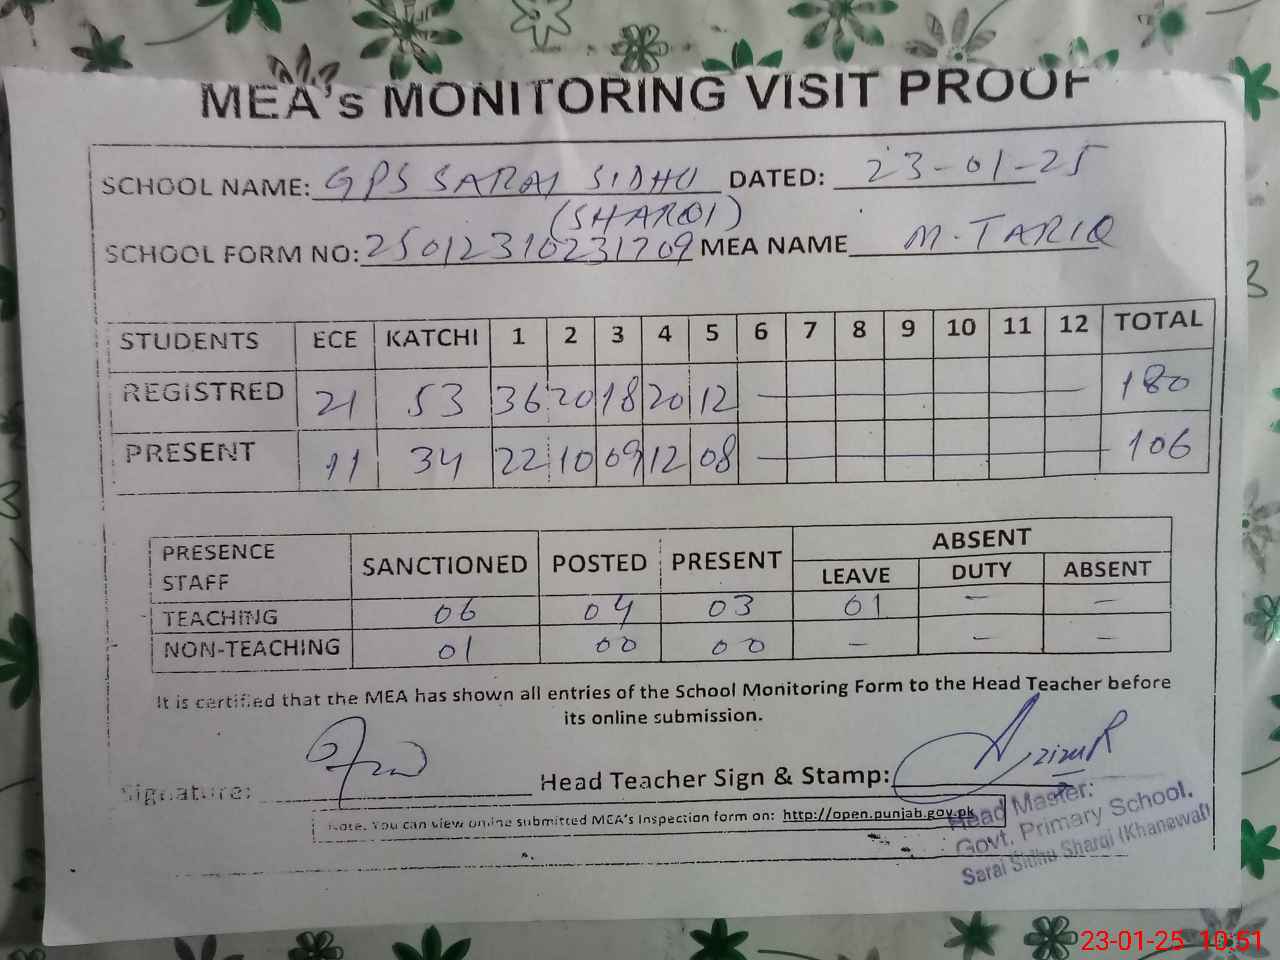 MEA's MONITORING VISIT PROOF
SCHOOL NAME: GPS SARAI SIDHU DATED: 23-01-25
(SHARQI)
SCHOOL FORM NO: 25012310231709 MEA NAME M. TARIQ
STUDENTS ECE KATCHI 1 2 3 4 5 6 7 8 9 10 11 12 TOTAL
REGISTRED 21 53 36 20 18 20 12 — 180
PRESENT 11 34 22 10 09 12 08 — 106
PRESENCE STAFF SANCTIONED POSTED PRESENT ABSENT
LEAVE DUTY ABSENT
TEACHING 06 04 03 01 — —
NON-TEACHING 01 00 00 — — —
It is certified that the MEA has shown all entries of the School Monitoring Form to the Head Teacher before
its online submission.
Signature: Head Teacher Sign & Stamp:
Note. You can view online submitted MEA's Inspection form on: http://open.punjab.gov.pk
Head Master:
Govt. Primary School.
Sarai Sidhu Sharqi (Khanewal)
23-01-25 10:51